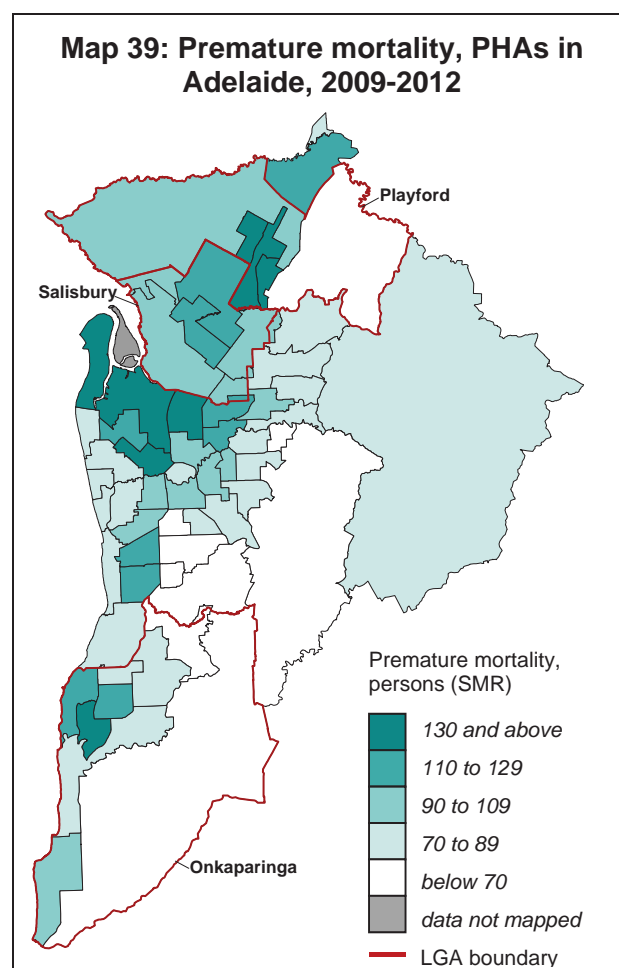 Map 39: Premature mortality, PHAs in
Adelaide, 2009-2012
Playford
Salisbury
Onkaparinga
Premature mortality,
persons (SMR)
130 and above
110 to 129
90 to 109
70 to 89
below 70
data not mapped
LGA boundary